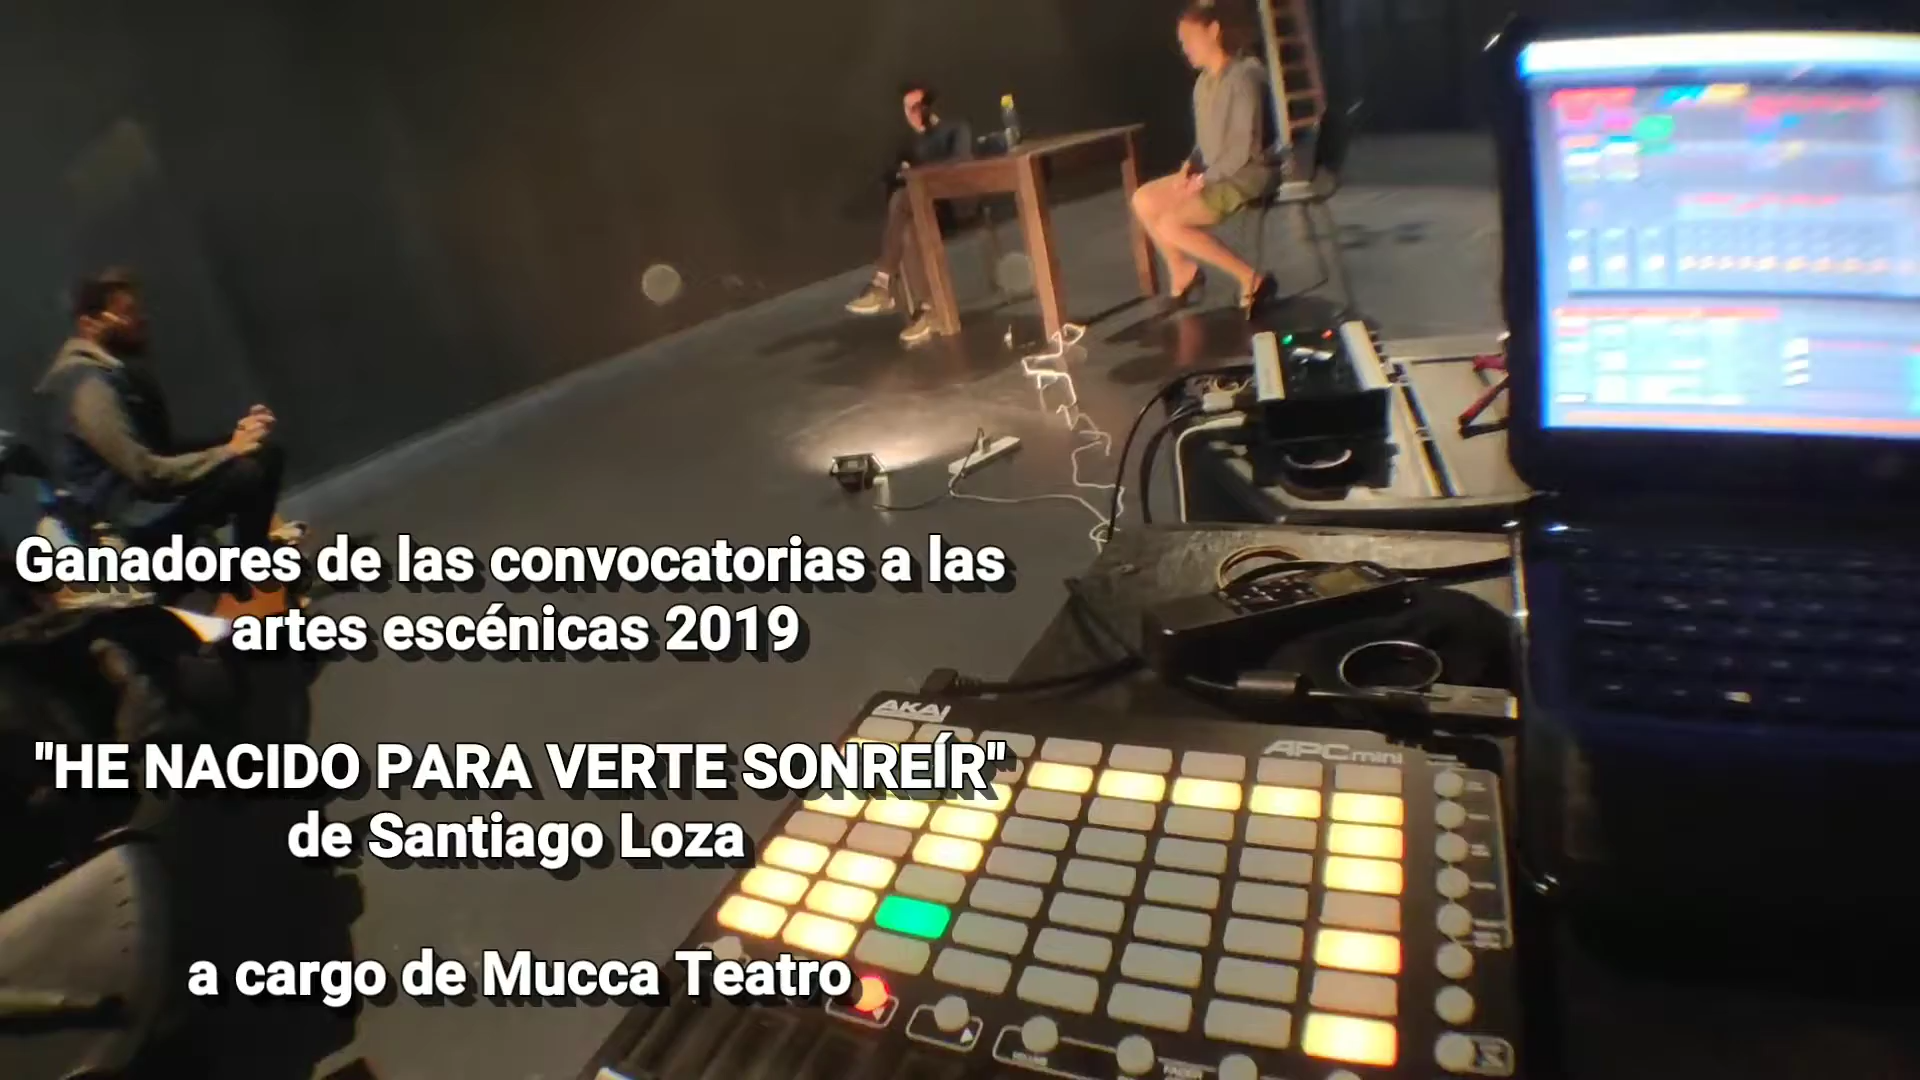 Ganadores de las convocatorias a las
artes escénicas 2019
"HE NACIDO PARA VERTE SONREÍR"
de Santiago Loza
a cargo de Mucca Teatro
AKAI
APC mini